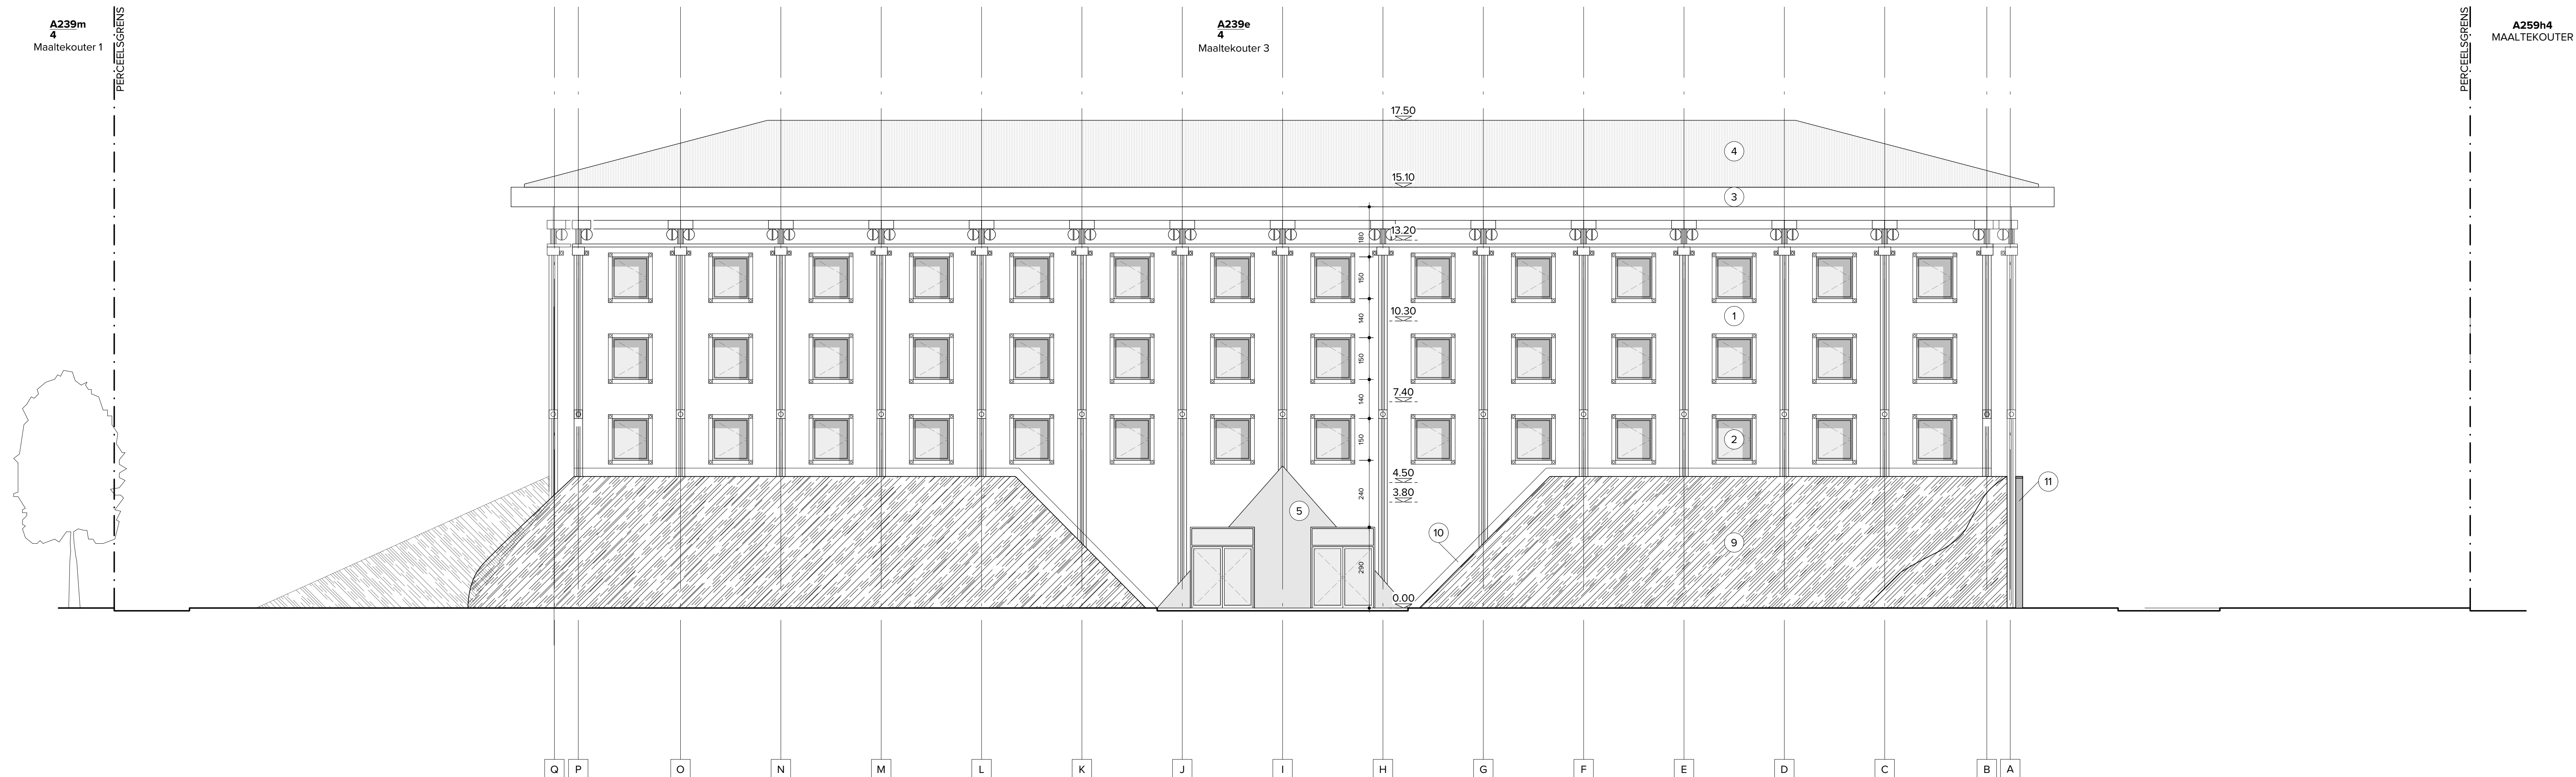 A239m
4
Maaltekouter 1
PERCEELSGRENS
A239e
4
Maaltekouter 3
PERCEELSGRENS
A259h4
MAALTEKOUTER
17.50
4
15.10
3
13.20
180
150
10.30
140
1
150
7.40
140
150
2
4.50
3.80
240
5
10
9
11
290
0.00
Q P O N M L K J I H G F E D C B A